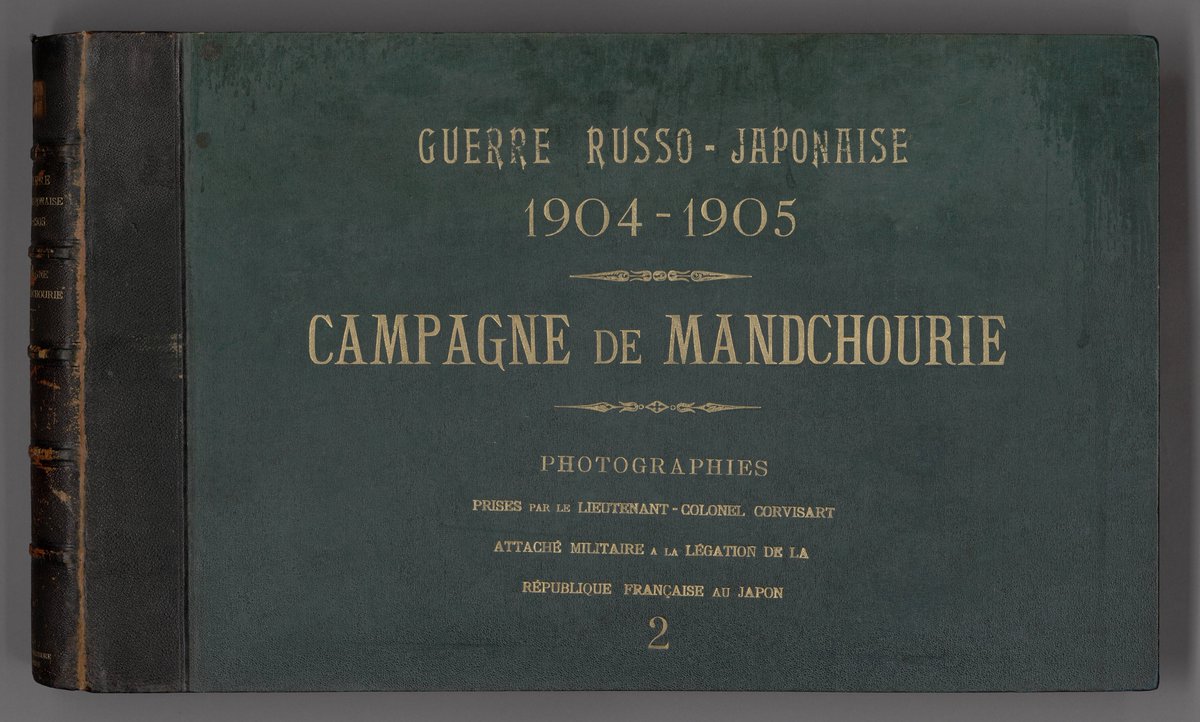 GUERRE RUSSO-JAPONAISE
1904-1905
CAMPAGNE DE MANDCHOURIE
PHOTOGRAPHIES
PRISES PAR LE LIEUTENANT-COLONEL CORVISART
ATTACHÉ MILITAIRE A LA LÉGATION DE LA
RÉPUBLIQUE FRANÇAISE AU JAPON
2